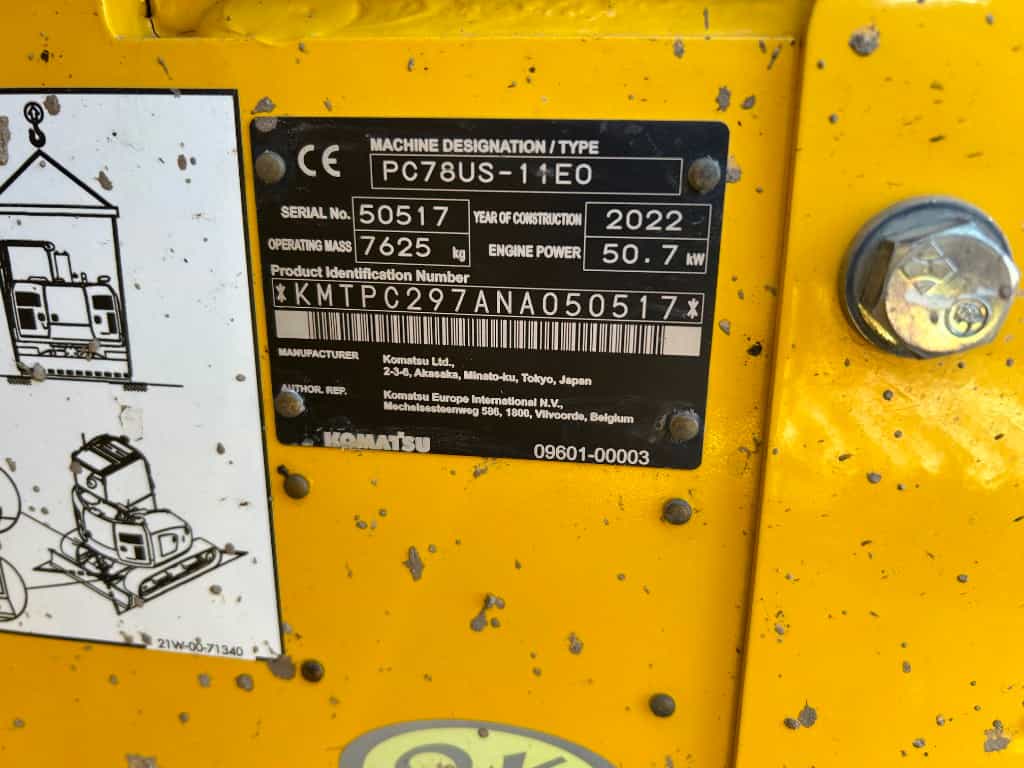 CE
MACHINE DESIGNATION / TYPE
PC78US-11E0
SERIAL No. 50517 YEAR OF CONSTRUCTION 2022
OPERATING MASS 7625 kg ENGINE POWER 50.7 kW
Product Identification Number
*KMTPC297ANA050517*
MANUFACTURER Komatsu Ltd.,
2-3-6, Akasaka, Minato-ku, Tokyo, Japan
AUTHOR. REP. Komatsu Europe International N.V.,
Mechelsesteenweg 586, 1800, Vilvoorde, Belgium
KOMATSU 09601-00003
21W-00-71340